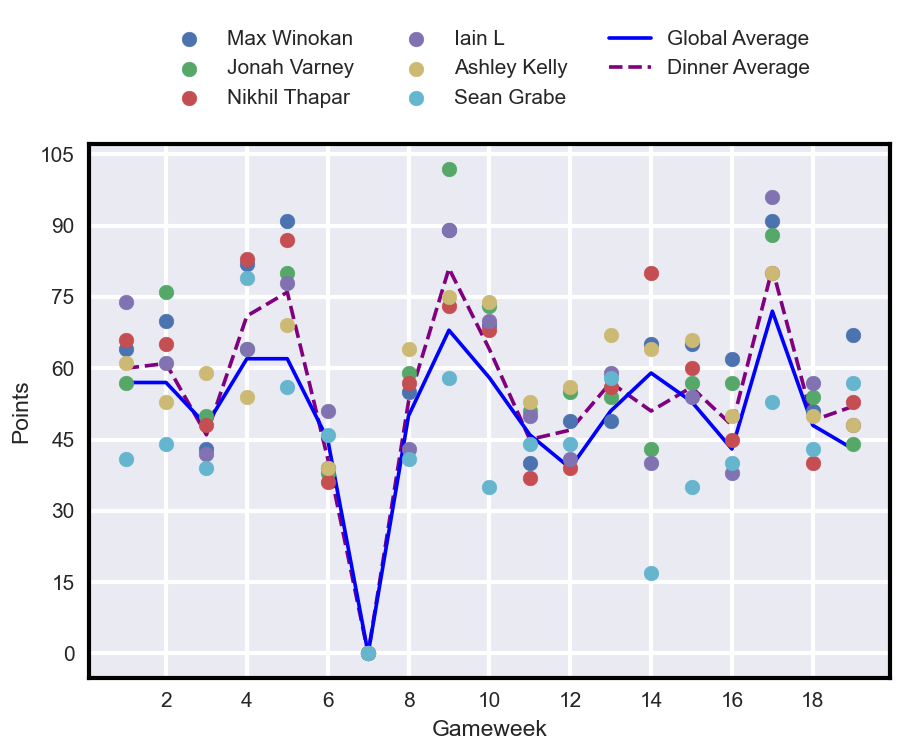 Max Winokan
Jonah Varney
Nikhil Thapar
Iain L
Ashley Kelly
Sean Grabe
Global Average
Dinner Average
105
90
75
60
45
30
15
0
Points
2 4 6 8 10 12 14 16 18
Gameweek